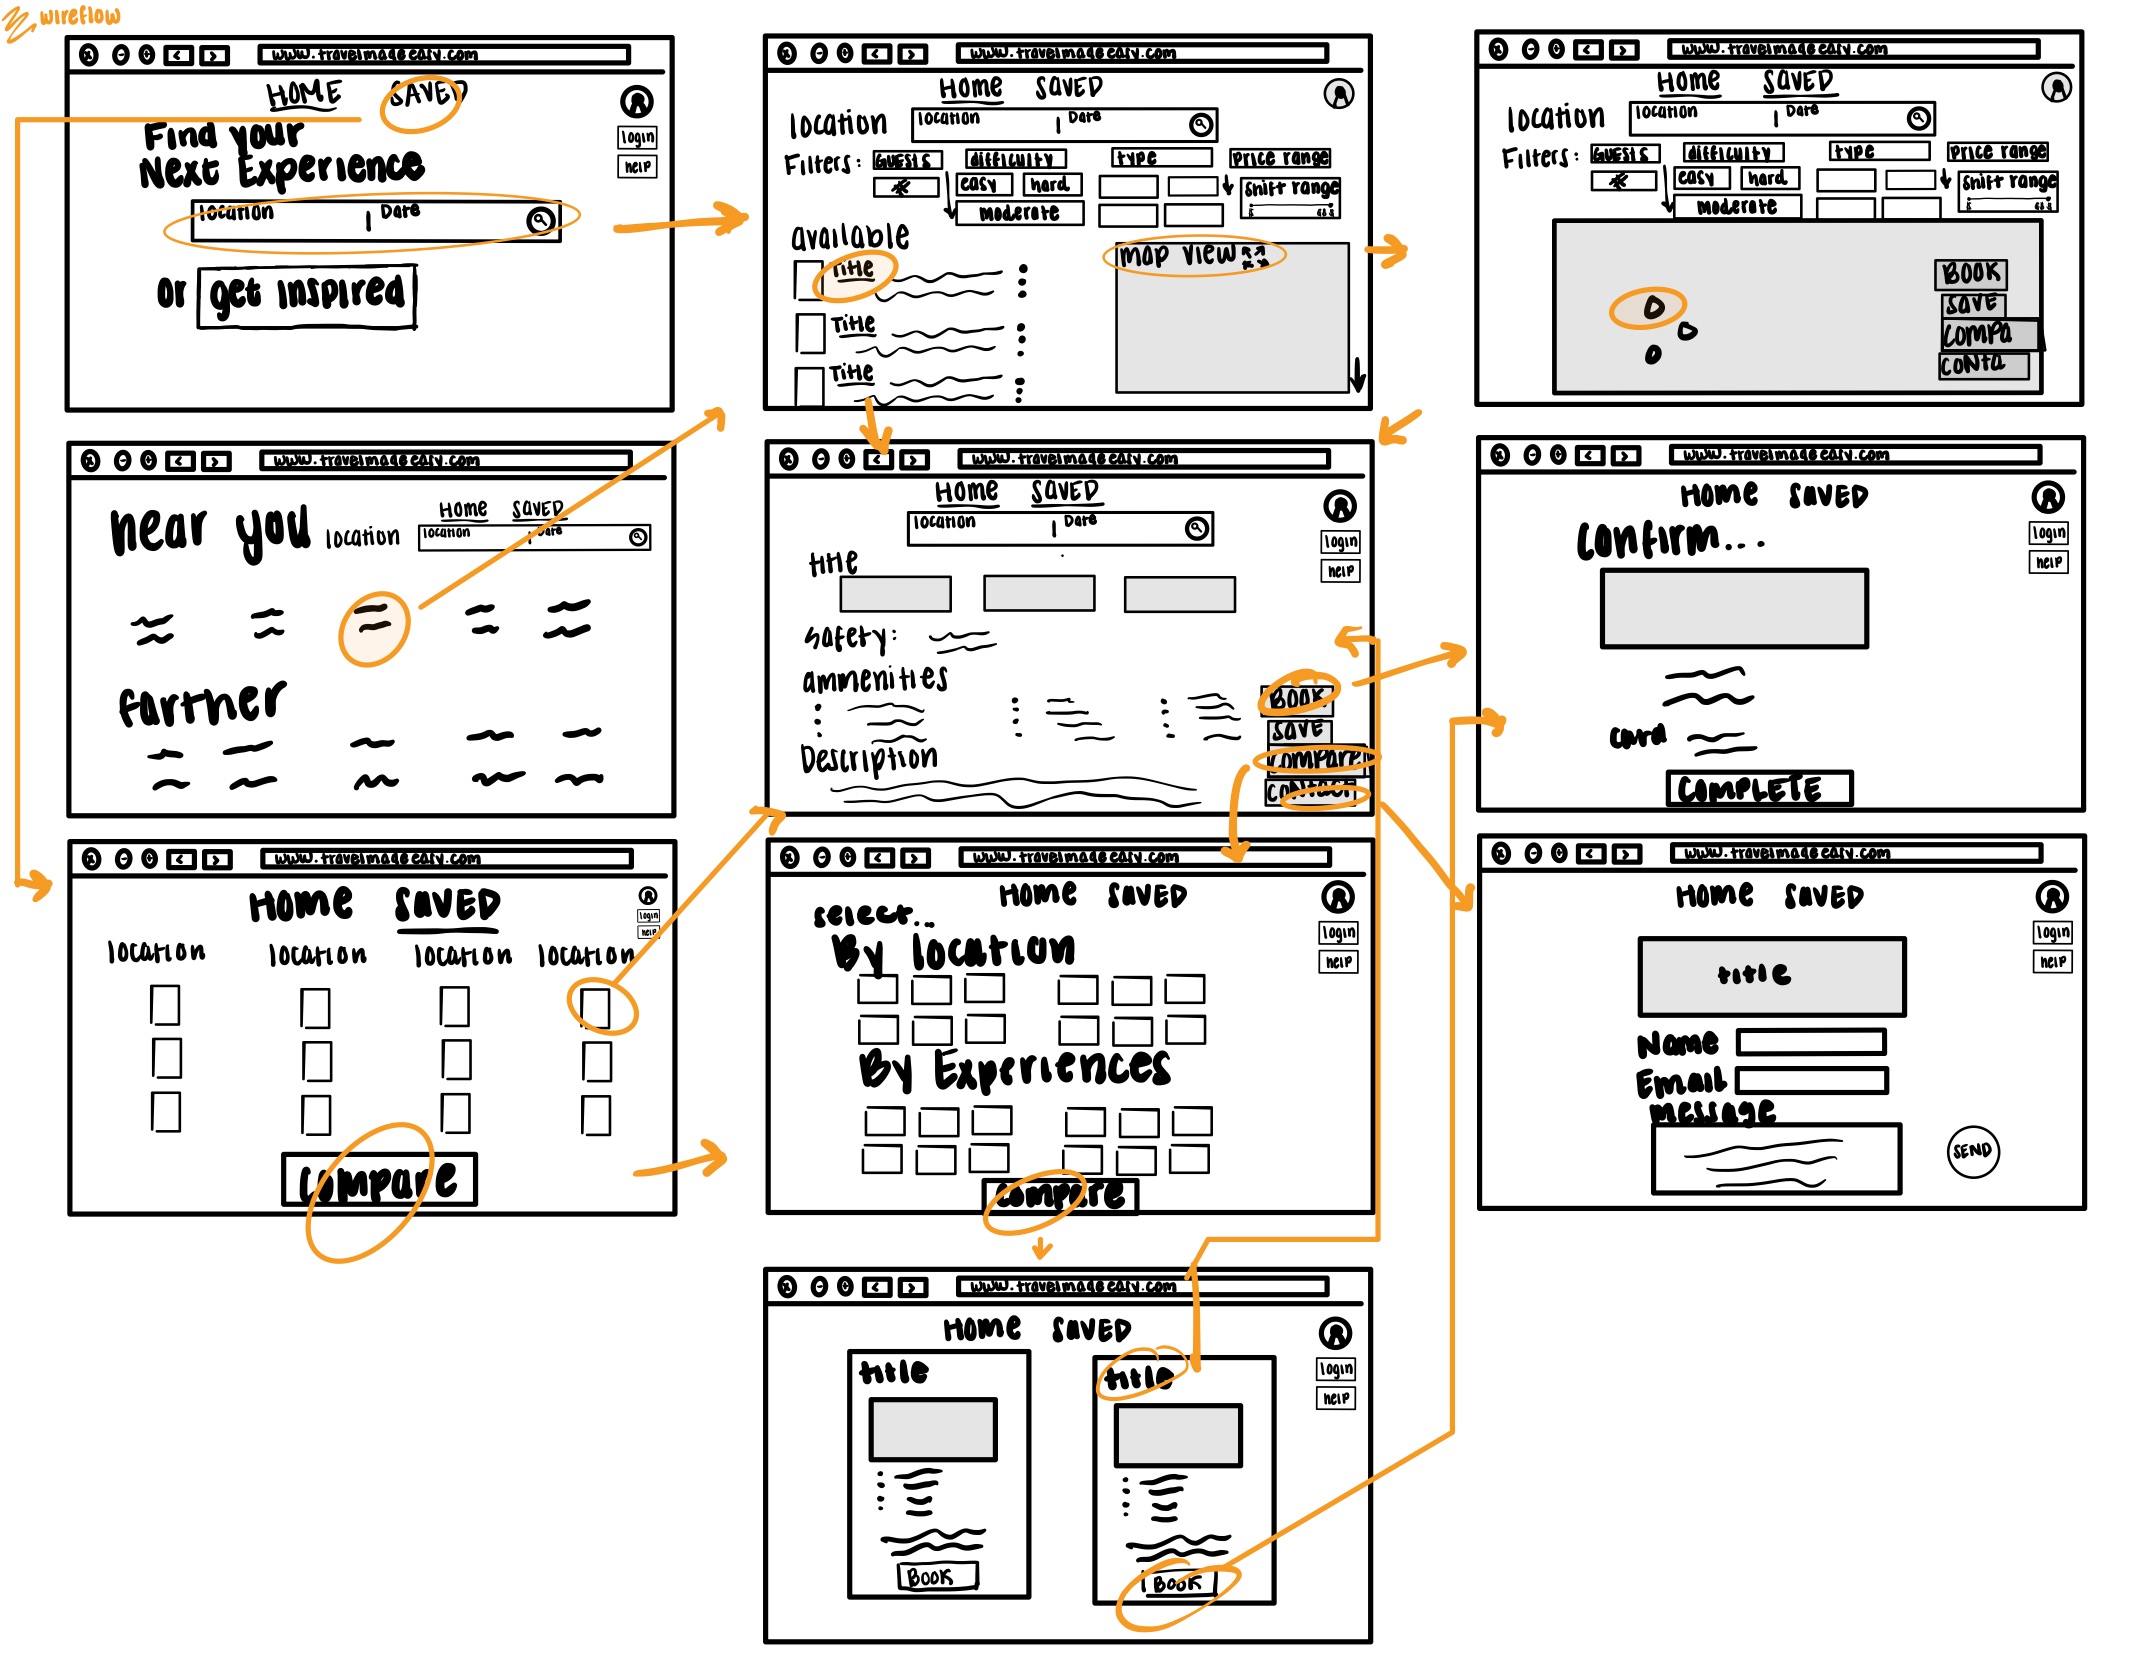 wireflow
www.travelmadeeasy.com
HOME SAVED
Find your
Next Experience
login
help
location | Date
or get inspired
www.travelmadeeasy.com
Home SAVED
location location | Date
Filters: GUESTS difficulty type price range
easy hard shift range
moderate
available
Title
map view
Title
Title
www.travelmadeeasy.com
Home SAVED
location location | Date
Filters: GUESTS difficulty type price range
easy hard shift range
moderate
BOOK
SAVE
COMPA
CONTA
www.travelmadeeasy.com
near you
Home SAVED
location location | Date
farther
www.travelmadeeasy.com
Home SAVED
location | Date
login
help
title
safety:
ammenities
BOOK
SAVE
Description
COMPARE
CONTACT
www.travelmadeeasy.com
Home SAVED
login
help
confirm...
card
COMPLETE
www.travelmadeeasy.com
Home SAVED
login
help
location location location location
compare
www.travelmadeeasy.com
Home SAVED
login
help
select...
By location
By Experiences
compare
www.travelmadeeasy.com
Home SAVED
login
help
title
Name
Email
message
SEND
www.travelmadeeasy.com
Home SAVED
login
help
title title
BOOK BOOK